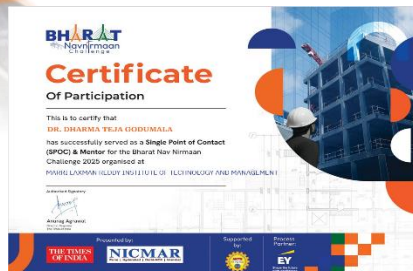 BHARAT
Navnirmaan
Challenge
Certificate
Of Participation
This is to certify that
DR. DHARMA TEJA GODUMALA
has successfully served as a Single Point of Contact
(SPOC) & Mentor for the Bharat Nav Nirmaan
Challenge 2025 organised at
MARRI LAXMAN REDDY INSTITUTE OF TECHNOLOGY AND MANAGEMENT
Authorised Signatory
Anurag Agrawal
Presented by:
Supported by:
Process Partner:
THE TIMES OF INDIA
NICMAR
EY